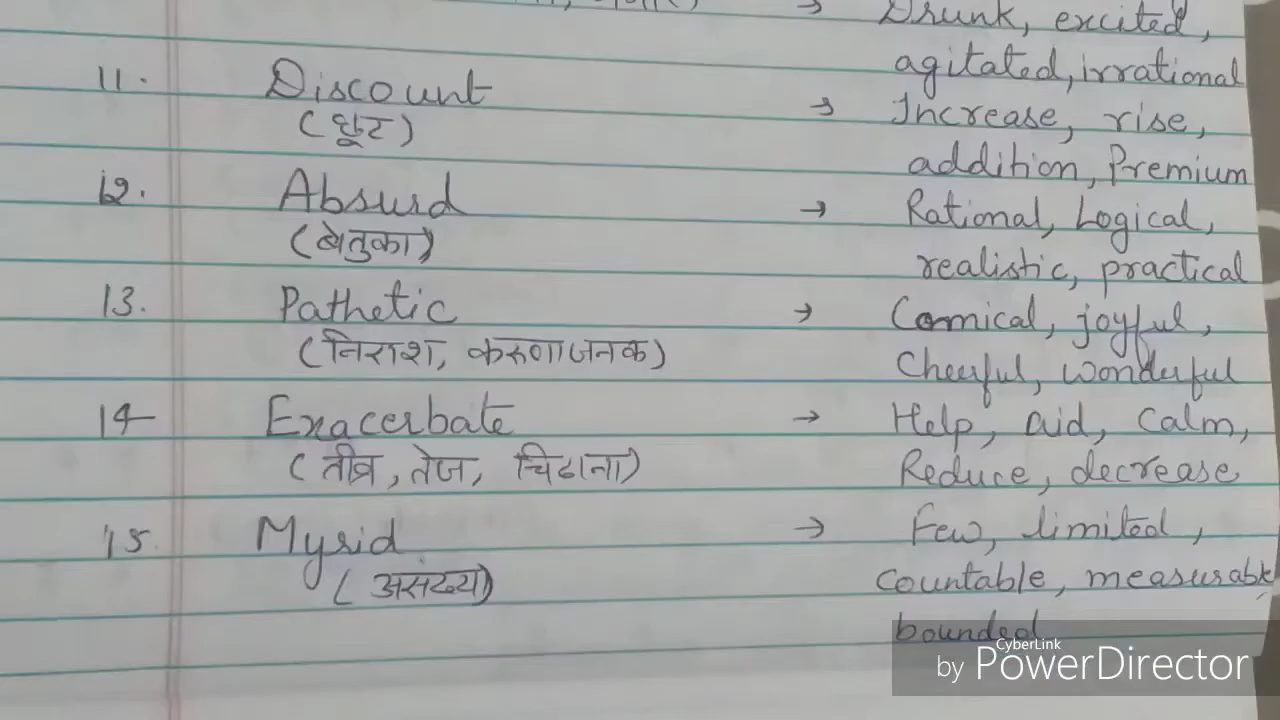 → Drunk, excited,
agitated, irrational
11. Discount → Increase, rise,
(छूट) addition, Premium
12. Absurd → Rational, Logical,
(बेतुका) realistic, practical
13. Pathetic → Comical, joyful,
(निराश, करुणाजनक) Cheerful, wonderful
14 Exacerbate → Help, aid, Calm,
(तीव्र, तेज, चिढाना) Reduce, decrease
15. Myrid → Few, limited,
(असंख्य) Countable, measurable
bounded
CyberLink
by PowerDirector